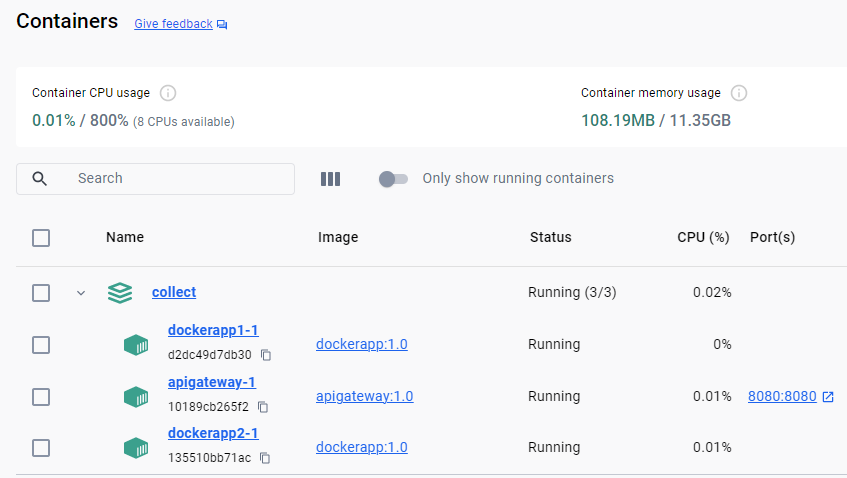 Containers Give feedback
Container CPU usage Container memory usage
0.01% / 800% (8 CPUs available) 108.19MB / 11.35GB
Search Only show running containers
Name Image Status CPU (%) Port(s)
collect Running (3/3) 0.02%
dockerapp1-1
d2dc49d7db30 dockerapp:1.0 Running 0%
apigateway-1
10189cb265f2 apigateway:1.0 Running 0.01% 8080:8080
dockerapp2-1
135510bb71ac dockerapp:1.0 Running 0.01%